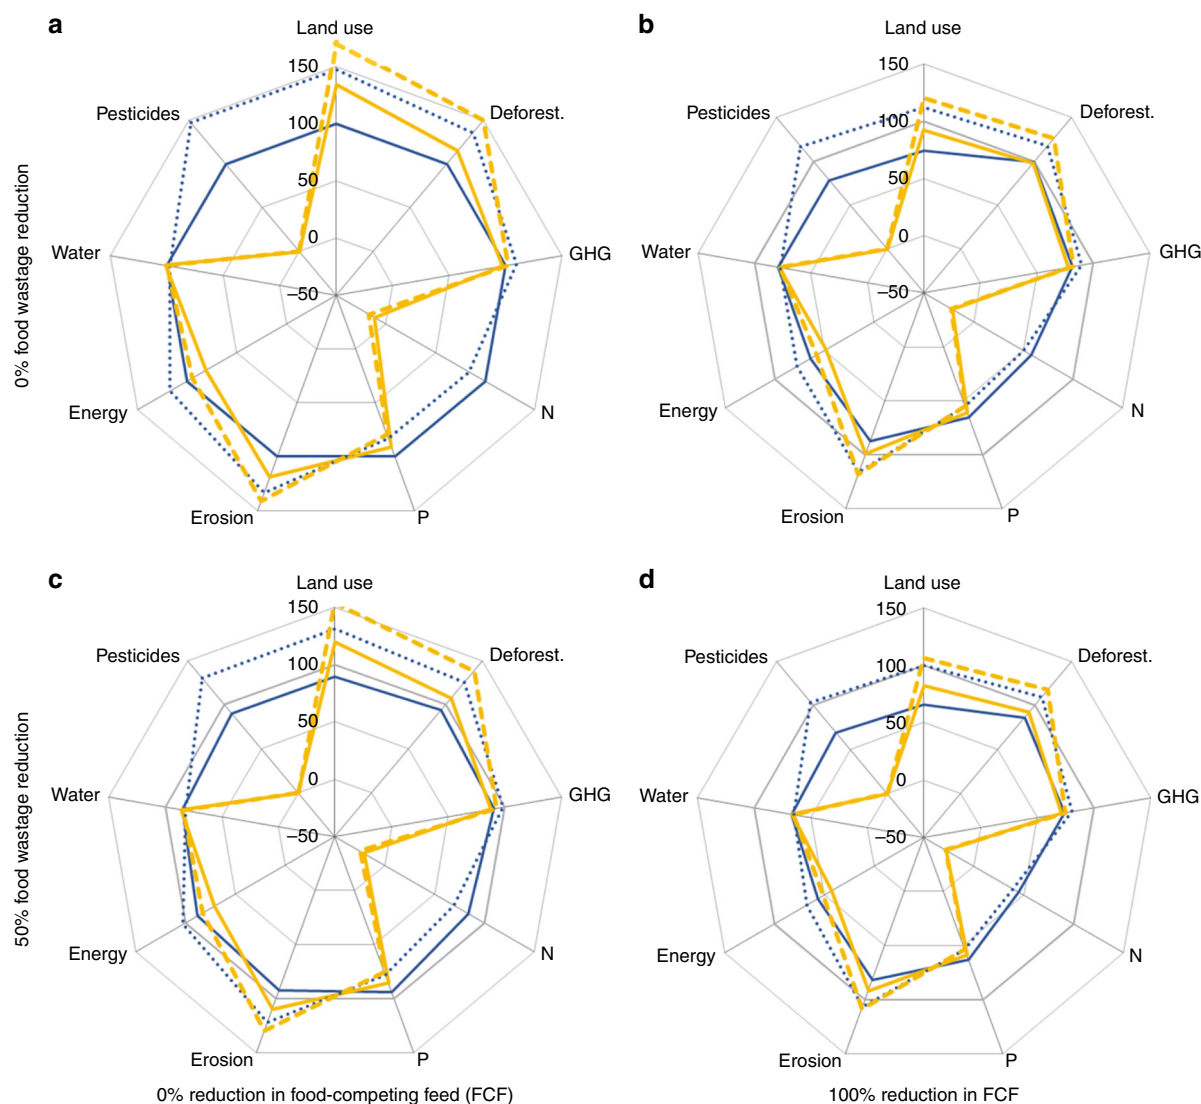 a
Land use
150
100
50
0
–50
Deforest.
GHG
N
P
Erosion
Energy
Water
Pesticides
0% food wastage reduction
b
Land use
150
100
50
0
–50
Deforest.
GHG
N
P
Erosion
Energy
Water
Pesticides
c
Land use
150
100
50
0
–50
Deforest.
GHG
N
P
Erosion
Energy
Water
Pesticides
50% food wastage reduction
0% reduction in food-competing feed (FCF)
d
Land use
150
100
50
0
–50
Deforest.
GHG
N
P
Erosion
Energy
Water
Pesticides
100% reduction in FCF